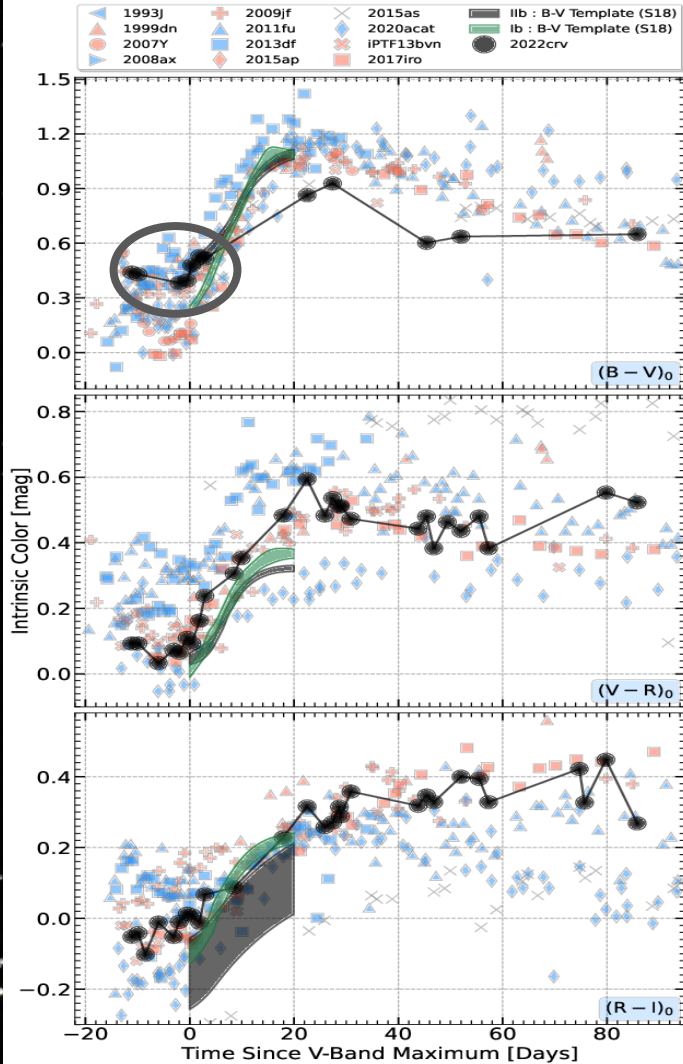 1993J 2009jf 2015as IIb : B-V Template (S18)
1999dn 2011fu 2020acat Ib : B-V Template (S18)
2007Y 2013df iPTF13bvn 2022crv
2008ax 2015ap 2017iro
1.5
1.2
0.9
0.6
0.3
0.0
(B − V)₀
0.8
0.6
0.4
0.2
0.0
(V − R)₀
Intrinsic Color [mag]
0.4
0.2
0.0
−0.2
(R − I)₀
−20 0 20 40 60 80
Time Since V-Band Maximum [Days]